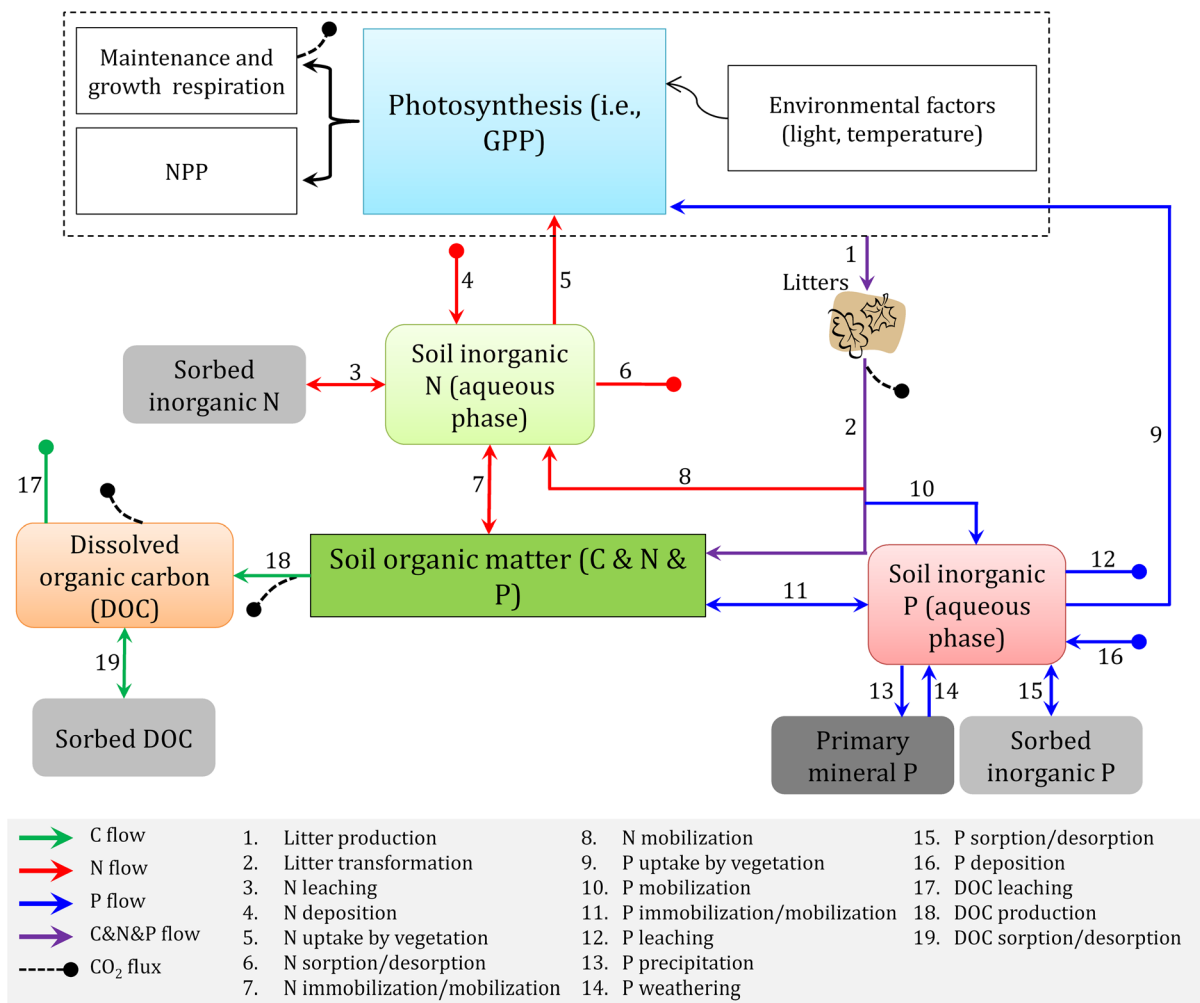 Maintenance and
growth respiration
NPP
Photosynthesis (i.e.,
GPP)
Environmental factors
(light, temperature)
1
Litters
4
5
9
Sorbed
inorganic N
3
Soil inorganic
N (aqueous
phase)
6
2
17
7
8
10
Dissolved
organic carbon
(DOC)
18
Soil organic matter (C & N &
P)
11
Soil inorganic
P (aqueous
phase)
12
16
19
13
14
15
Sorbed DOC
Primary
mineral P
Sorbed
inorganic P
C flow
N flow
P flow
C&N&P flow
CO₂ flux
1. Litter production
2. Litter transformation
3. N leaching
4. N deposition
5. N uptake by vegetation
6. N sorption/desorption
7. N immobilization/mobilization
8. N mobilization
9. P uptake by vegetation
10. P mobilization
11. P immobilization/mobilization
12. P leaching
13. P precipitation
14. P weathering
15. P sorption/desorption
16. P deposition
17. DOC leaching
18. DOC production
19. DOC sorption/desorption